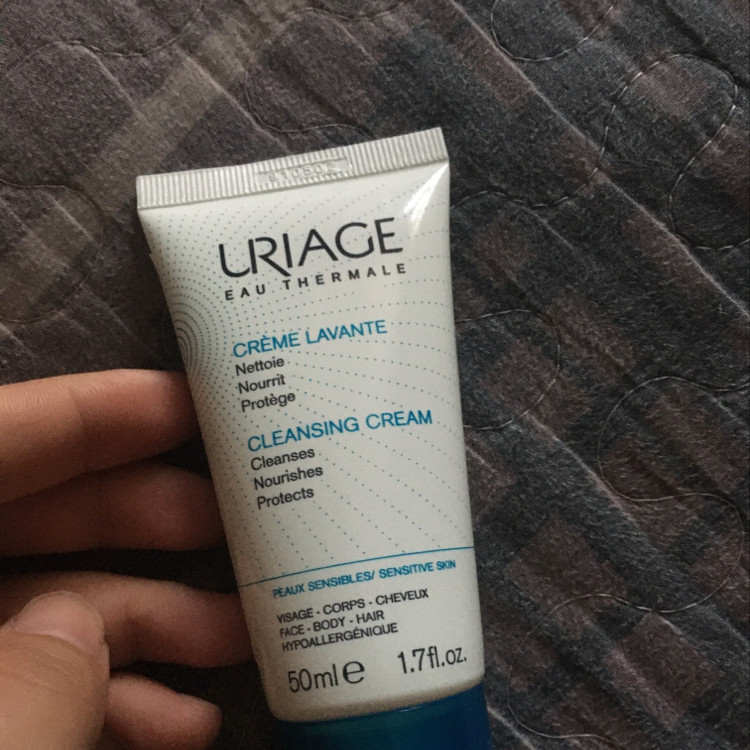 URIAGE
EAU THERMALE
CRÈME LAVANTE
Nettoie
Nourrit
Protège
CLEANSING CREAM
Cleanses
Nourishes
Protects
PEAUX SENSIBLES/ SENSITIVE SKIN
VISAGE - CORPS - CHEVEUX
FACE - BODY - HAIR
HYPOALLERGÉNIQUE
50ml e 1.7fl.oz.